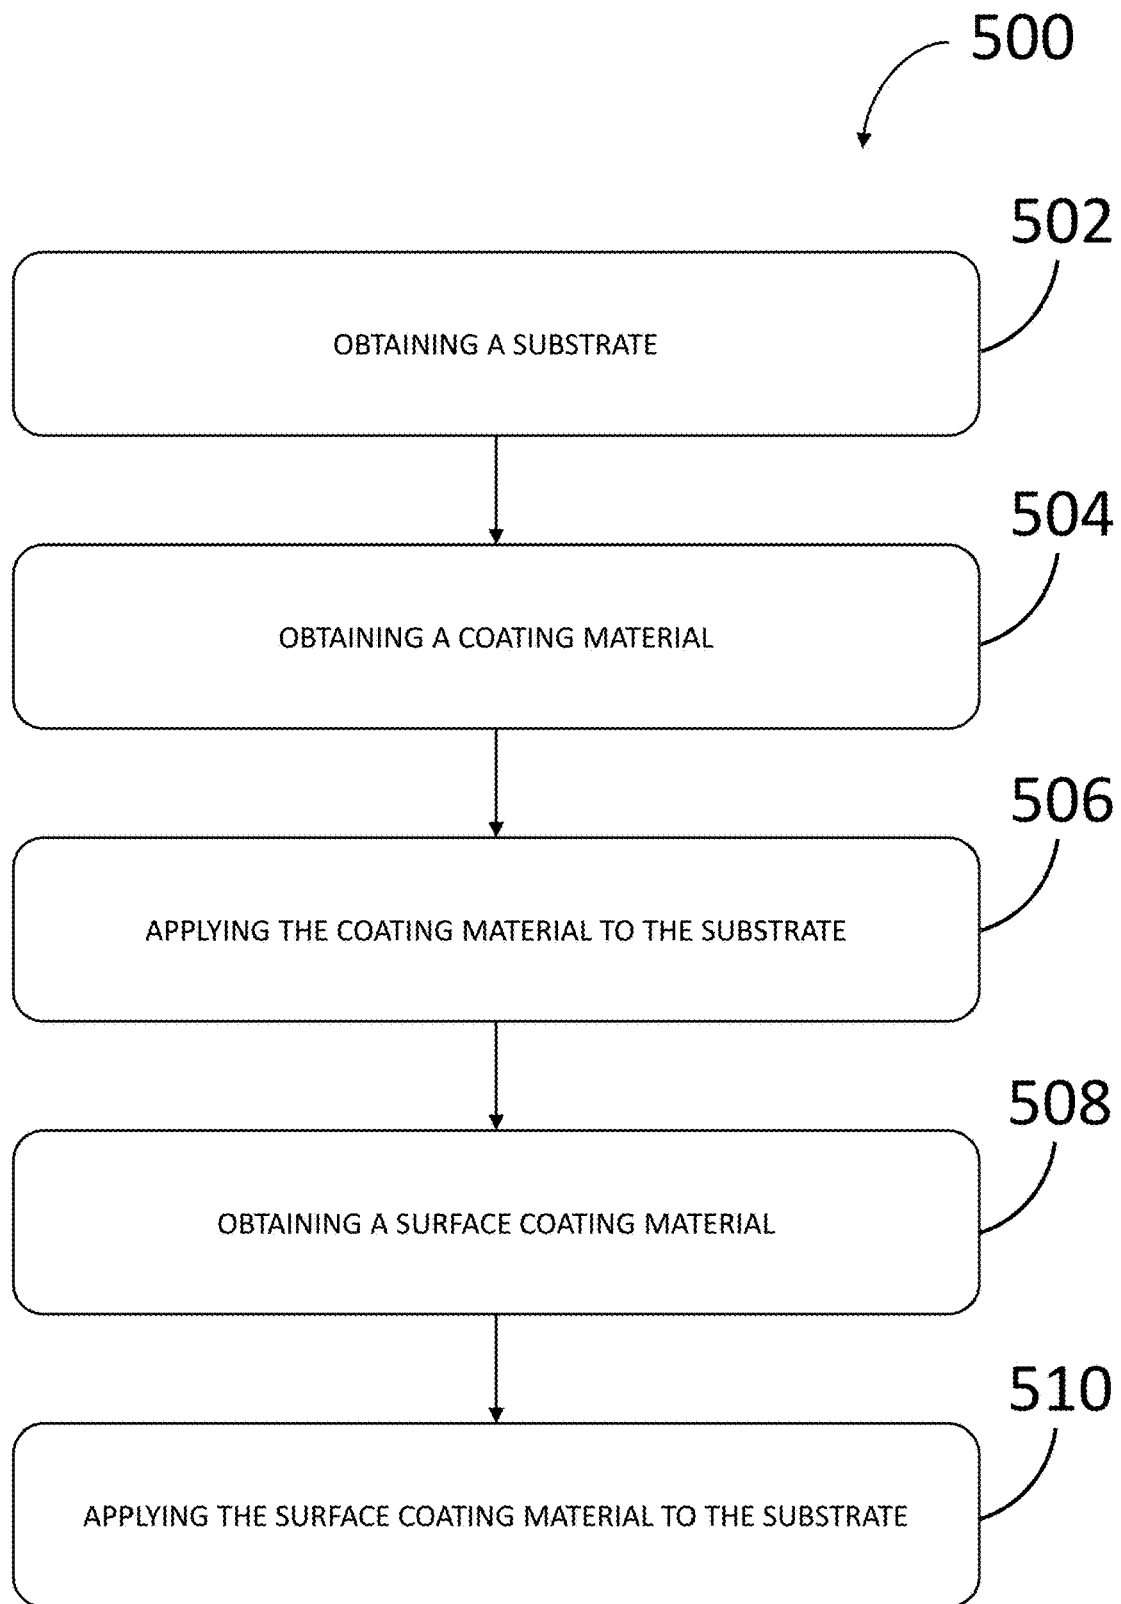 500
502
OBTAINING A SUBSTRATE
504
OBTAINING A COATING MATERIAL
506
APPLYING THE COATING MATERIAL TO THE SUBSTRATE
508
OBTAINING A SURFACE COATING MATERIAL
510
APPLYING THE SURFACE COATING MATERIAL TO THE SUBSTRATE